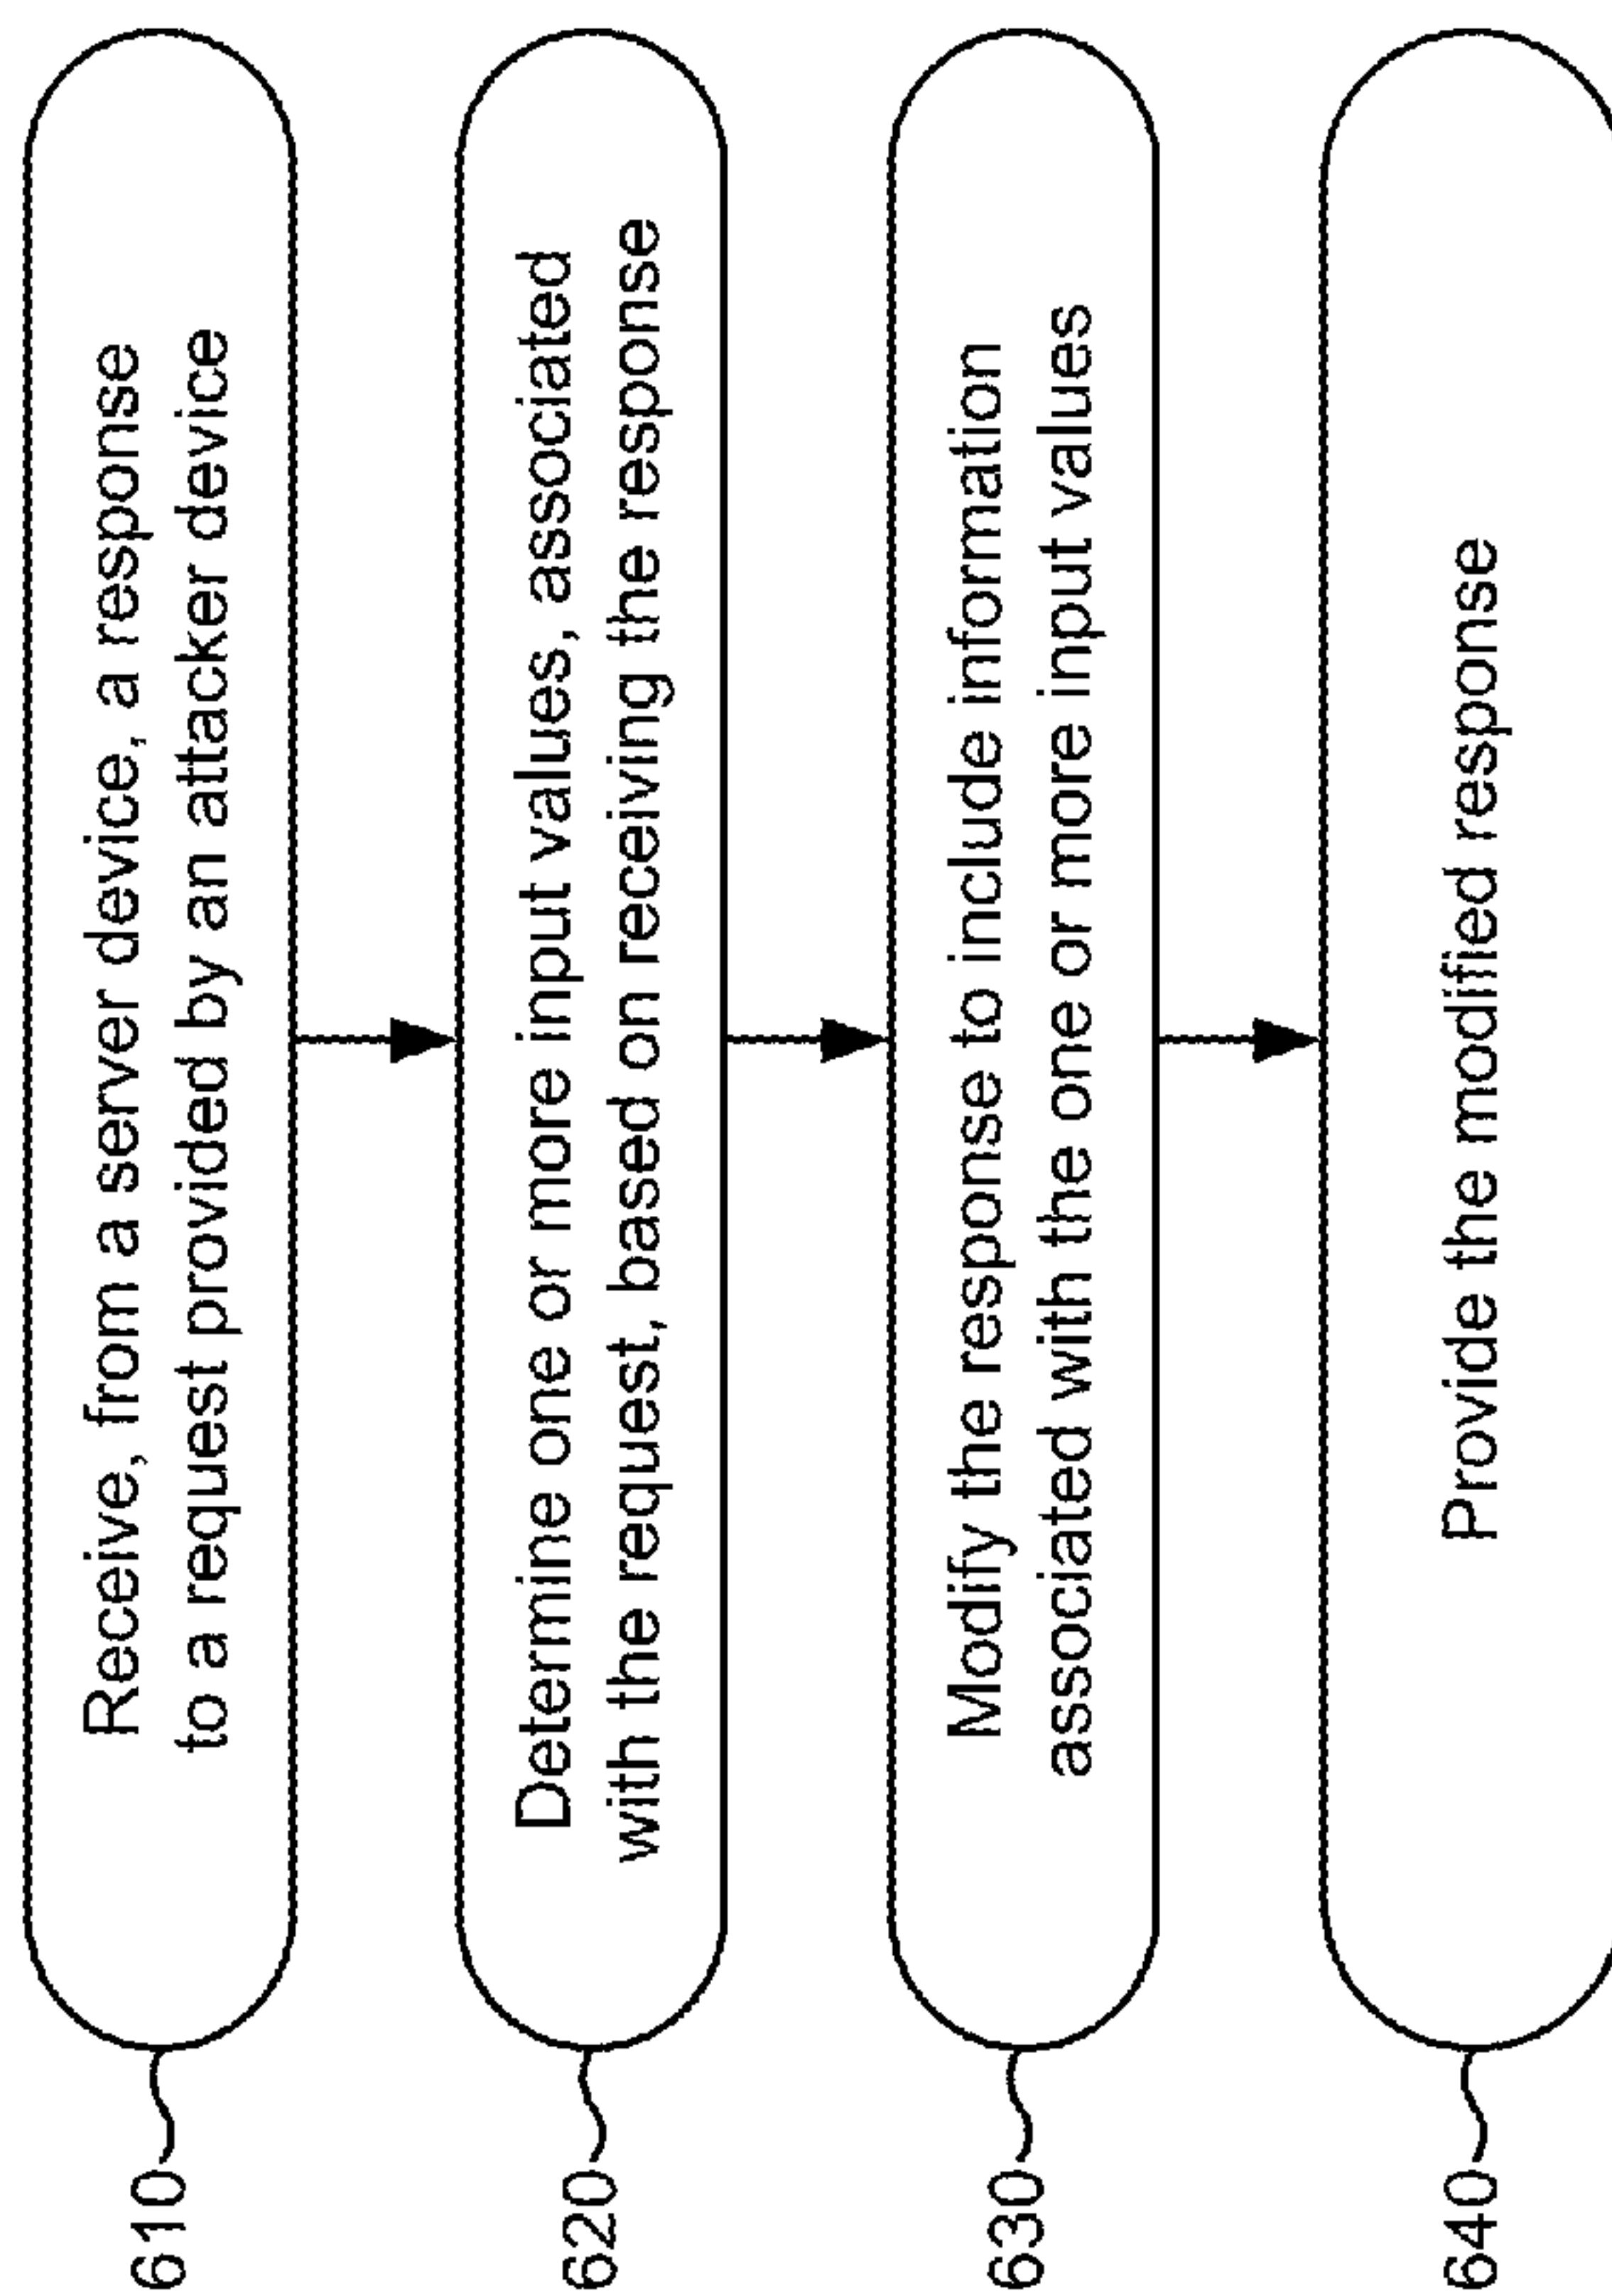 610
Receive, from a server device, a response
to a request provided by an attacker device
620
Determine one or more input values, associated
with the request, based on receiving the response
630
Modify the response to include information
associated with the one or more input values
640
Provide the modified response